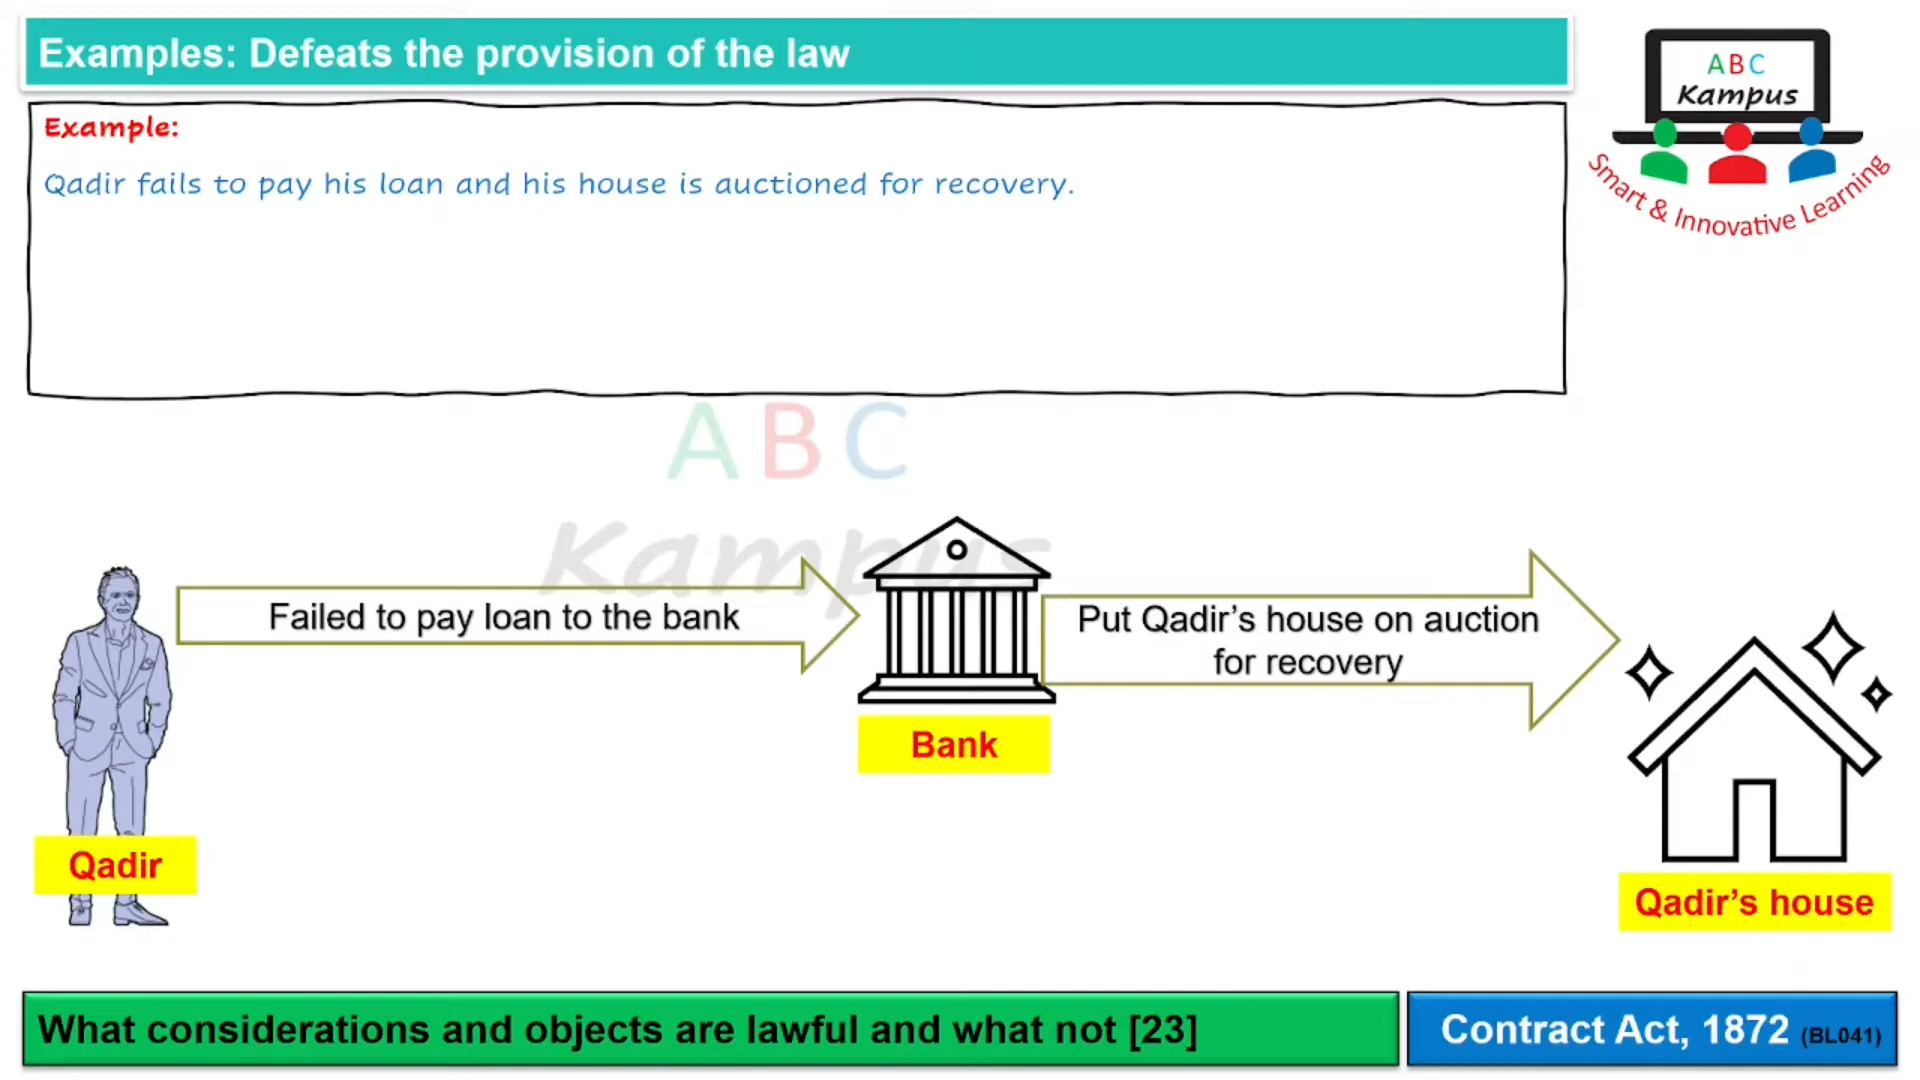 Examples: Defeats the provision of the law
ABC
Kampus
Smart & Innovative Learning
Example:
Qadir fails to pay his loan and his house is auctioned for recovery.
ABC
Kampus
Failed to pay loan to the bank
Put Qadir’s house on auction
for recovery
Bank
Qadir
Qadir’s house
What considerations and objects are lawful and what not [23]
Contract Act, 1872 (BL041)